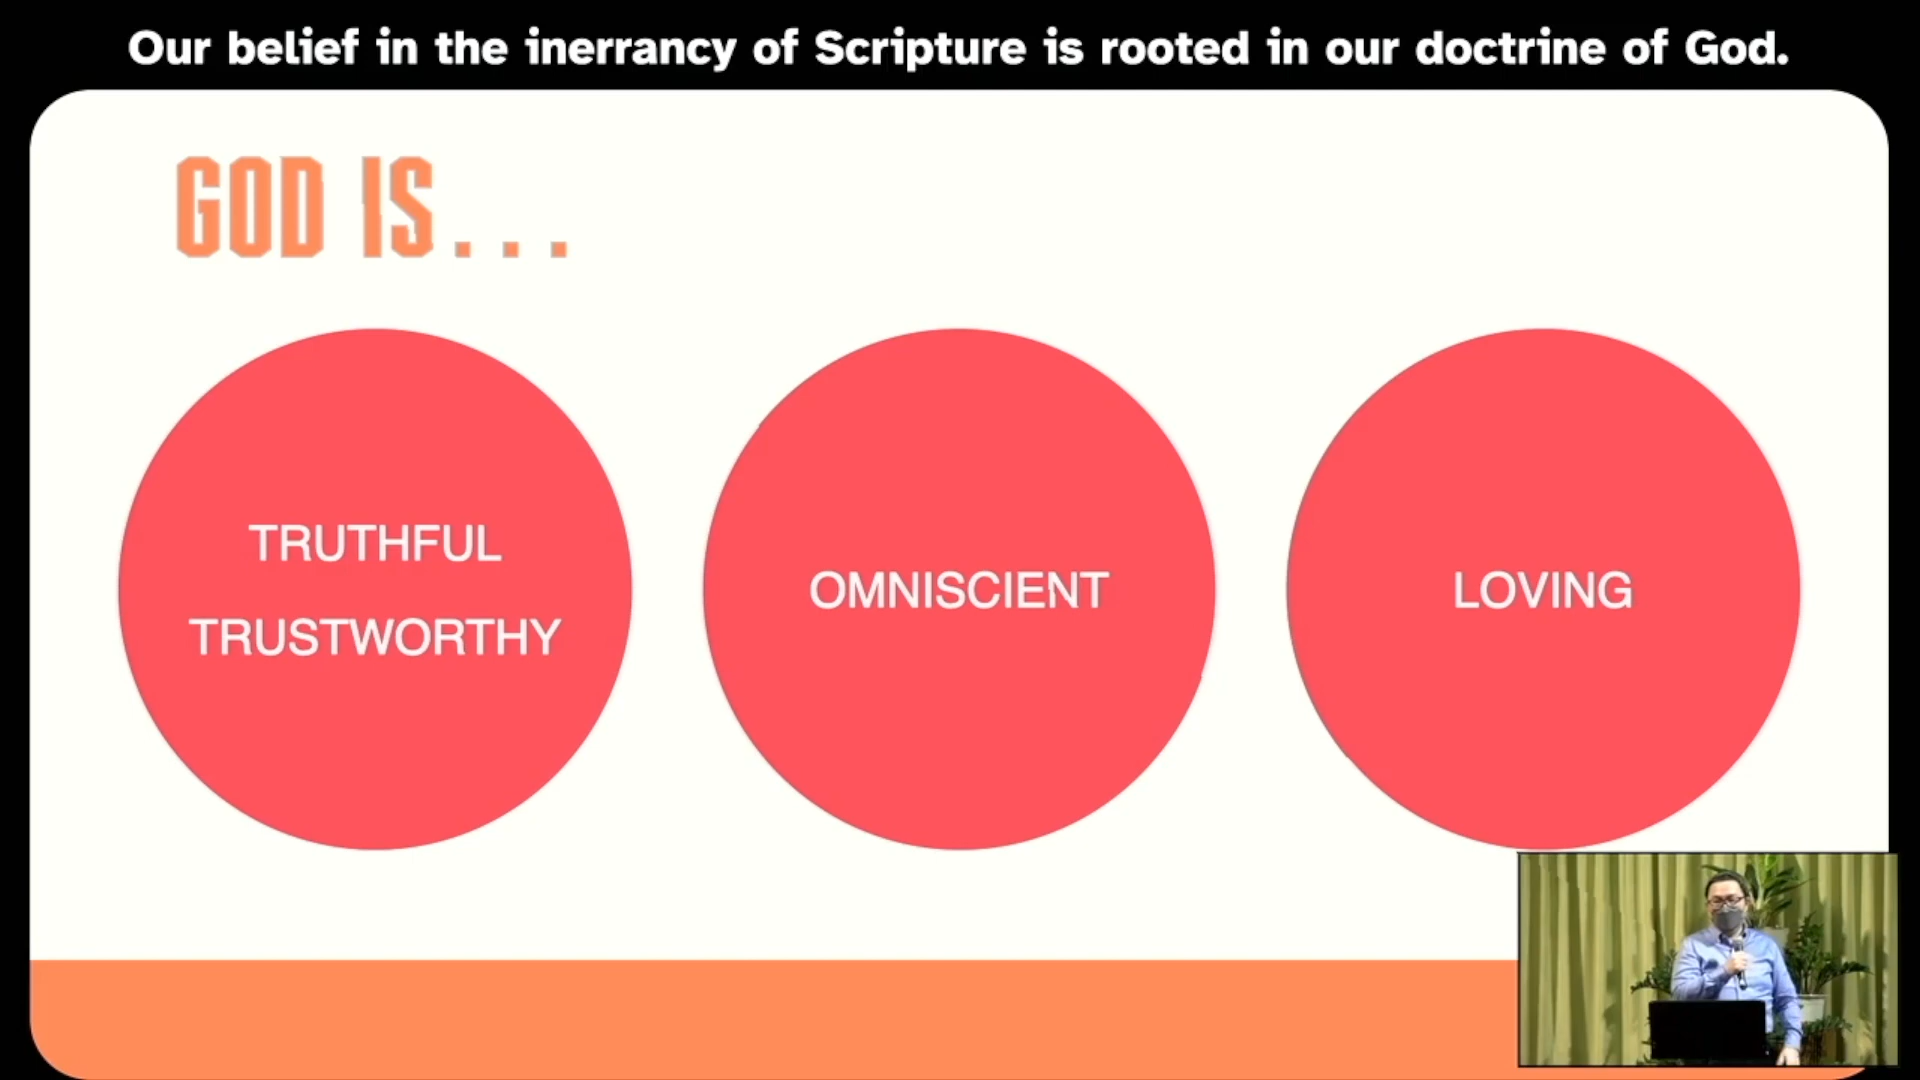 Our belief in the inerrancy of Scripture is rooted in our doctrine of God.
GOD IS...
TRUTHFUL
TRUSTWORTHY
OMNISCIENT
LOVING